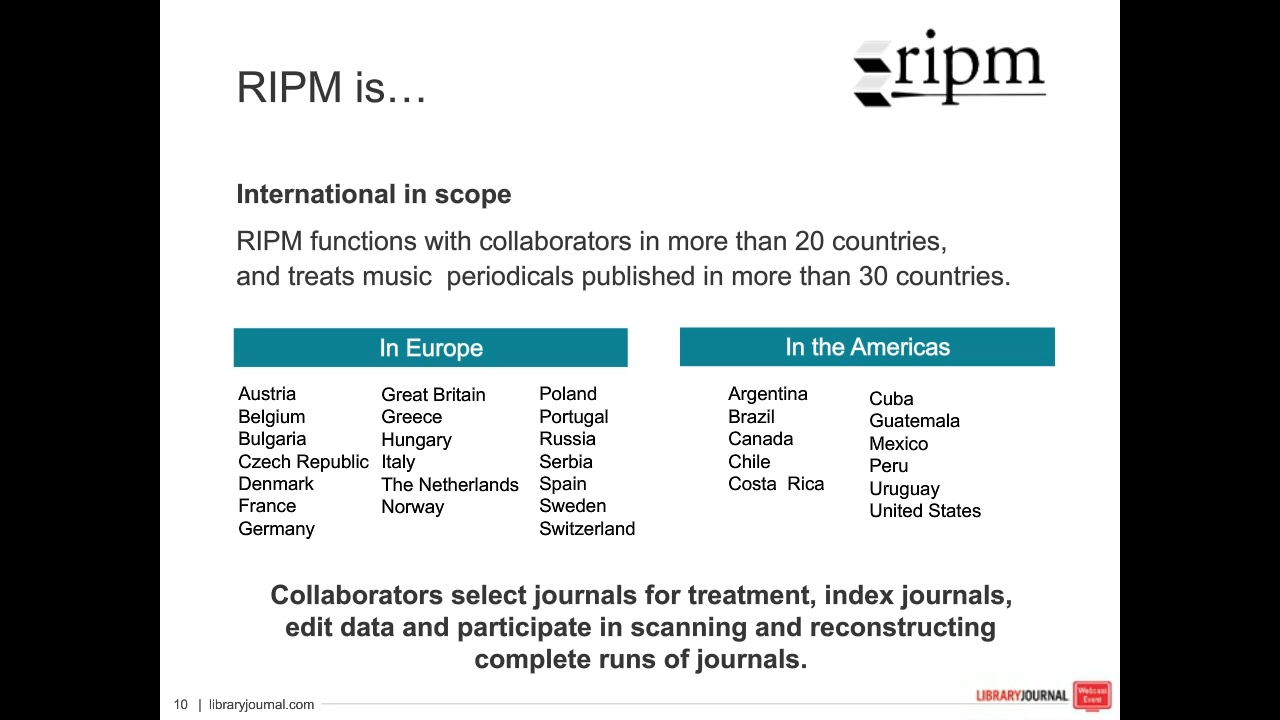 RIPM is…
ripm
International in scope
RIPM functions with collaborators in more than 20 countries,
and treats music  periodicals published in more than 30 countries.
In Europe
Austria
Belgium
Bulgaria
Czech Republic
Denmark
France
Germany
Great Britain
Greece
Hungary
Italy
The Netherlands
Norway
Poland
Portugal
Russia
Serbia
Spain
Sweden
Switzerland
In the Americas
Argentina
Brazil
Canada
Chile
Costa  Rica
Cuba
Guatemala
Mexico
Peru
Uruguay
United States
Collaborators select journals for treatment, index journals,
edit data and participate in scanning and reconstructing
complete runs of journals.
10 | libraryjournal.com
LIBRARYJOURNAL
Webcast
Event